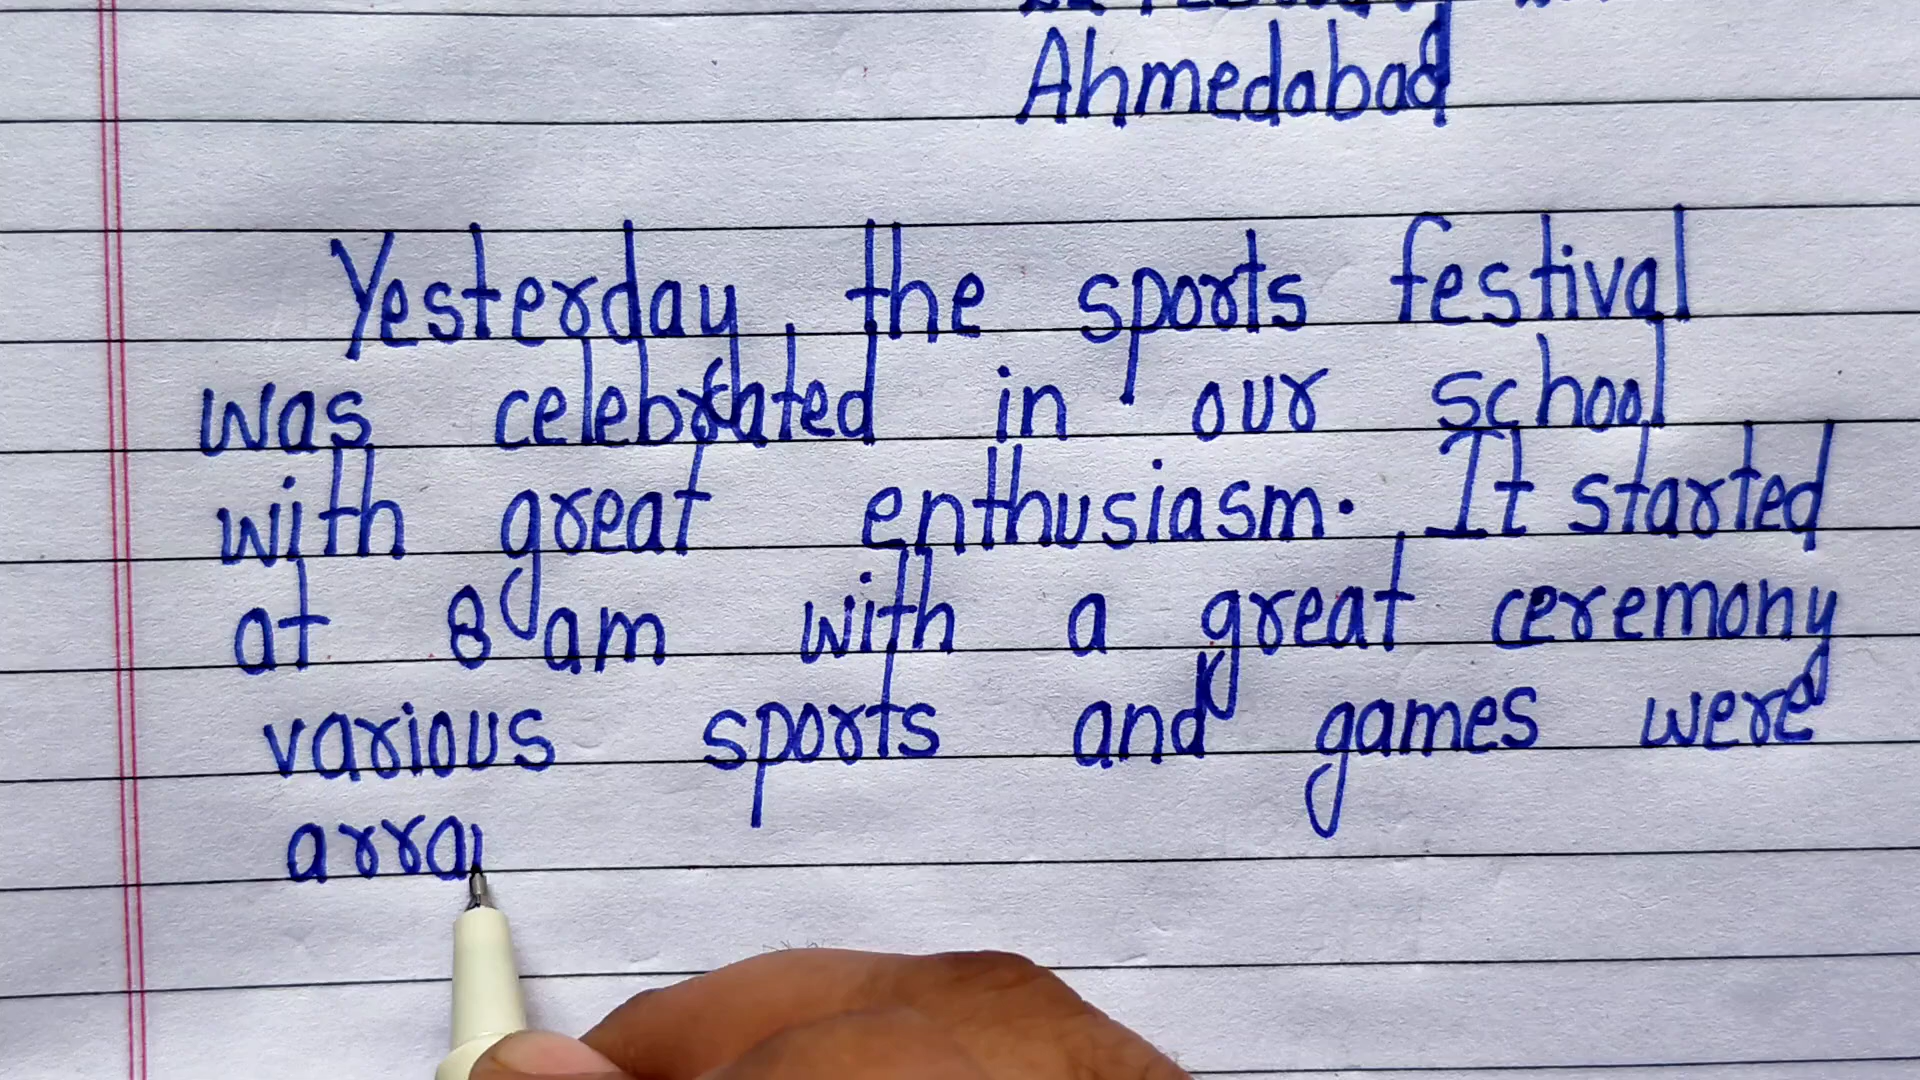 Ahmedabad
Yesterday, the sports festival
was celebrated in our school
with great enthusiasm. It started
at 8 am with a great ceremony
various sports and games were
arra